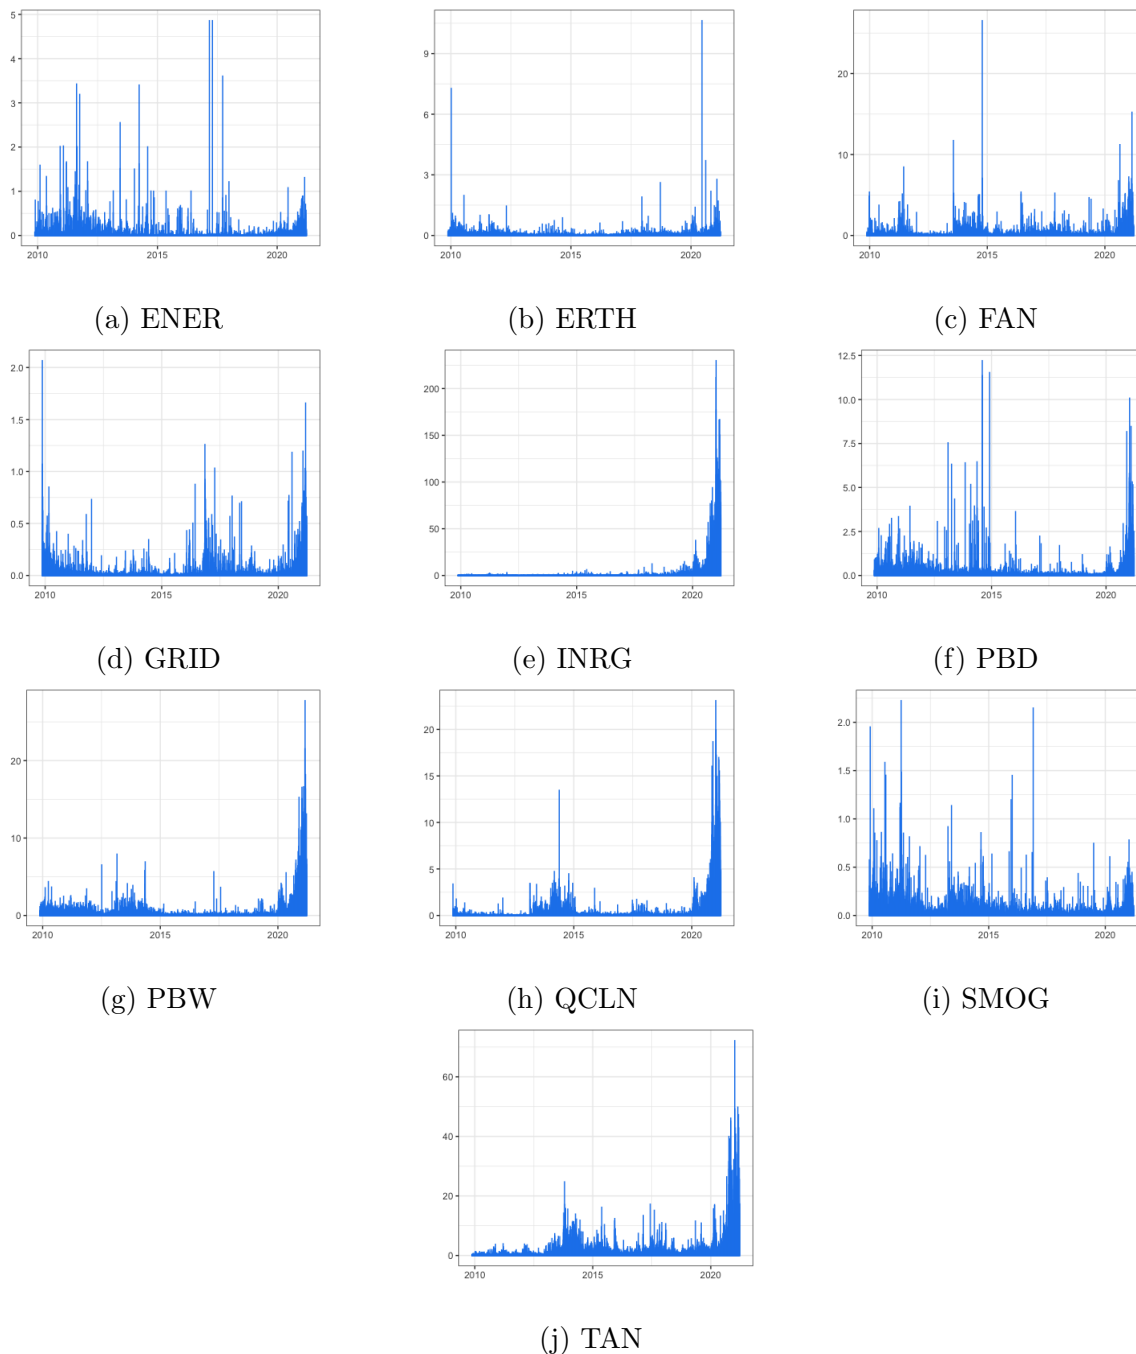 5
4
3
2
1
0
2010 2015 2020
(a) ENER
9
6
3
0
2010 2015 2020
(b) ERTH
20
10
0
2010 2015 2020
(c) FAN
2.0
1.5
1.0
0.5
0.0
2010 2015 2020
(d) GRID
200
150
100
50
0
2010 2015 2020
(e) INRG
12.5
10.0
7.5
5.0
2.5
0.0
2010 2015 2020
(f) PBD
20
10
0
2010 2015 2020
(g) PBW
20
15
10
5
0
2010 2015 2020
(h) QCLN
2.0
1.5
1.0
0.5
0.0
2010 2015 2020
(i) SMOG
60
40
20
0
2010 2015 2020
(j) TAN